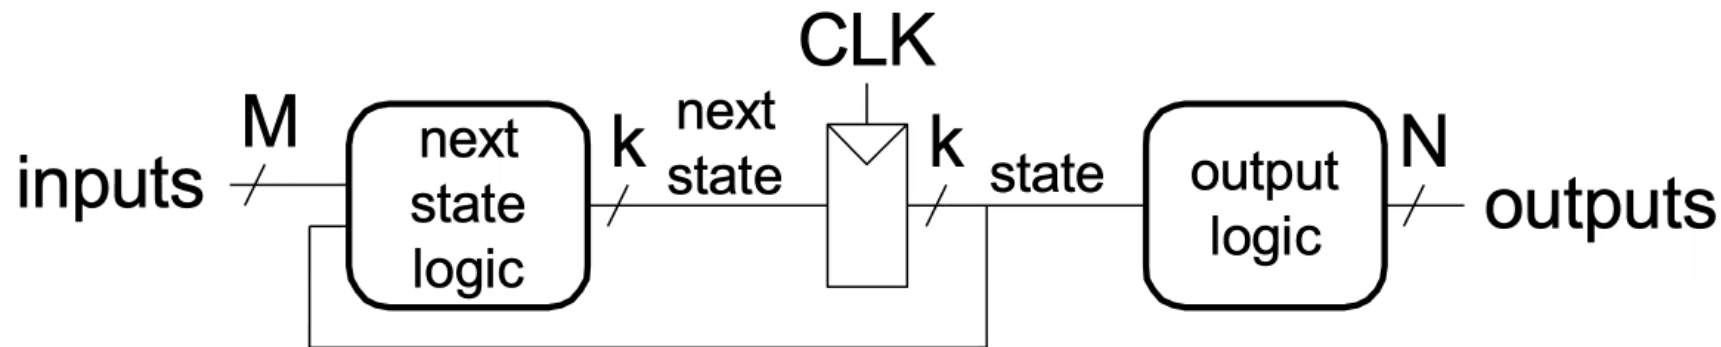 CLK
inputs
M
next
state
logic
k
next
state
k
state
output
logic
N
outputs